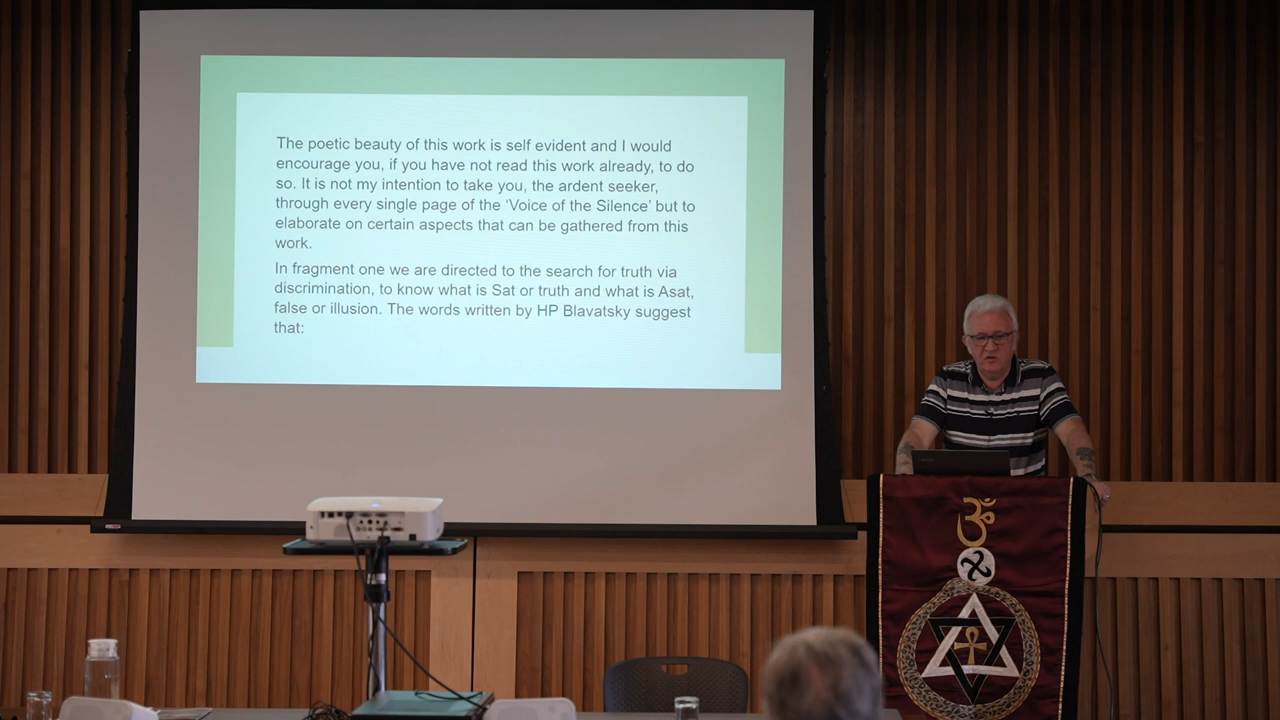 The poetic beauty of this work is self evident and I would
encourage you, if you have not read this work already, to do
so. It is not my intention to take you, the ardent seeker,
through every single page of the ‘Voice of the Silence’ but to
elaborate on certain aspects that can be gathered from this
work.
In fragment one we are directed to the search for truth via
discrimination, to know what is Sat or truth and what is Asat,
false or illusion. The words written by HP Blavatsky suggest
that:
ॐ